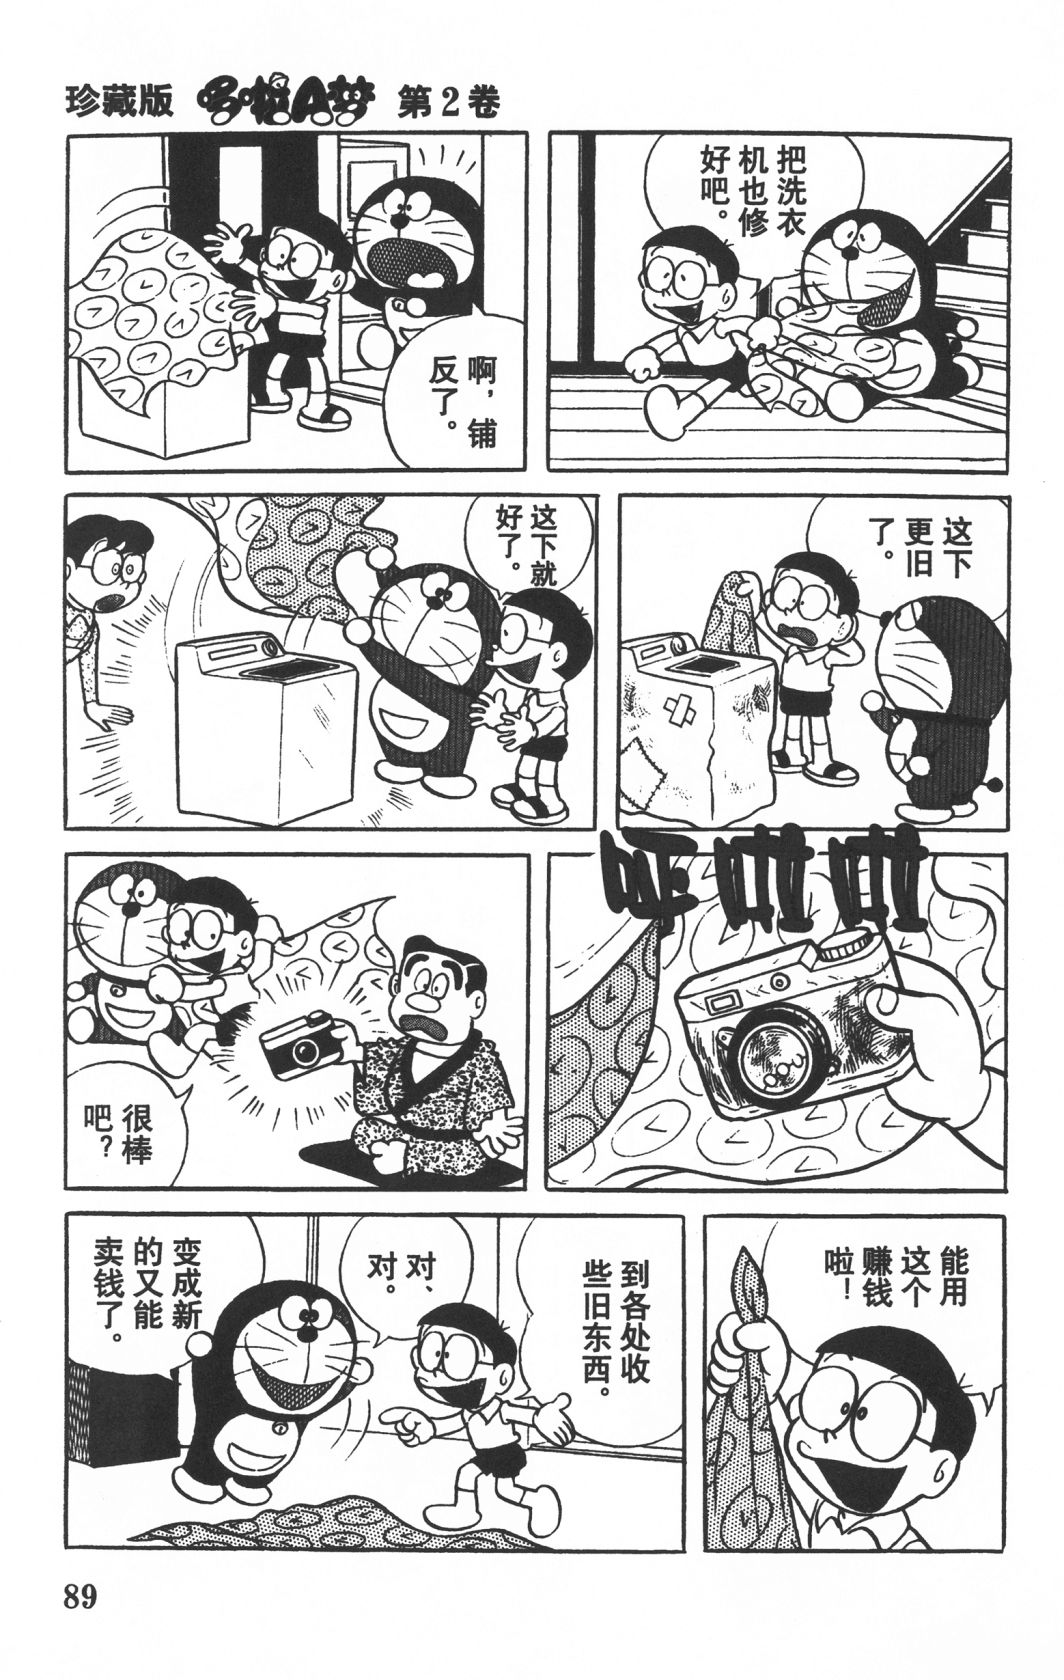 珍藏版 哆啦A梦 第2卷
把洗衣
机也修
好吧。
啊，铺
反了。
这下
更旧
了。
这下就
好了。
旺 啃 啃
很棒
吧？
能用
这个
赚钱
啦！
到各处收
些旧东西。
对、
对。
变成新
的又能
卖钱了。
89